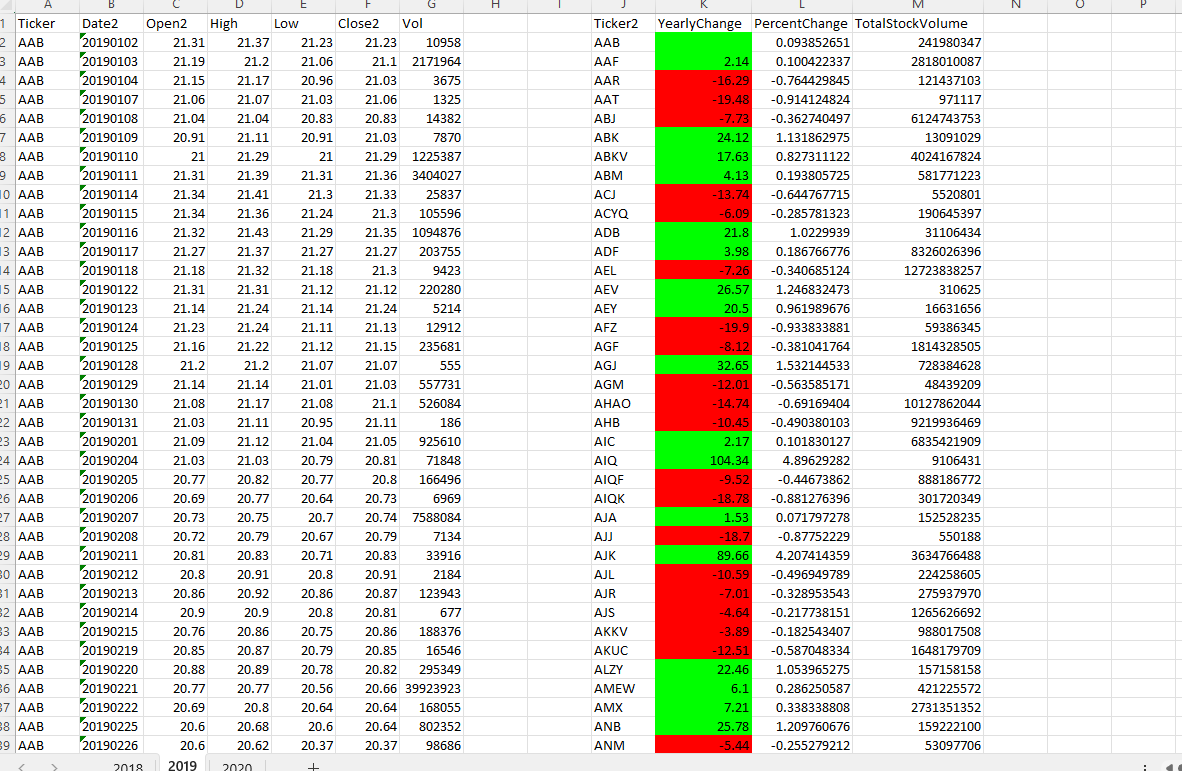 A B C D E F G H I J K L M N O P
1 Ticker Date2 Open2 High Low Close2 Vol Ticker2 YearlyChange PercentChange TotalStockVolume
2 AAB 20190102 21.31 21.37 21.23 21.23 10958 AAB 0.093852651 241980347
3 AAB 20190103 21.19 21.2 21.06 21.1 2171964 AAF 2.14 0.100422337 2818010087
4 AAB 20190104 21.15 21.17 20.96 21.03 3675 AAR -16.29 -0.764429845 121437103
5 AAB 20190107 21.06 21.07 21.03 21.06 1325 AAT -19.48 -0.914124824 971117
6 AAB 20190108 21.04 21.04 20.83 20.83 14382 ABJ -7.73 -0.362740497 6124743753
7 AAB 20190109 20.91 21.11 20.91 21.03 7870 ABK 24.12 1.131862975 13091029
8 AAB 20190110 21 21.29 21 21.29 1225387 ABKV 17.63 0.827311122 4024167824
9 AAB 20190111 21.31 21.39 21.31 21.36 3404027 ABM 4.13 0.193805725 581771223
10 AAB 20190114 21.34 21.41 21.3 21.33 25837 ACJ -13.74 -0.644767715 5520801
11 AAB 20190115 21.34 21.36 21.24 21.3 105596 ACYQ -6.09 -0.285781323 190645397
12 AAB 20190116 21.32 21.43 21.29 21.35 1094876 ADB 21.8 1.0229939 31106434
13 AAB 20190117 21.27 21.37 21.27 21.27 203755 ADF 3.98 0.186766776 8326026396
14 AAB 20190118 21.18 21.32 21.18 21.3 9423 AEL -7.26 -0.340685124 12723838257
15 AAB 20190122 21.31 21.31 21.12 21.12 220280 AEV 26.57 1.246832473 310625
16 AAB 20190123 21.14 21.24 21.14 21.24 5214 AEY 20.5 0.961989676 16631656
17 AAB 20190124 21.23 21.24 21.11 21.13 12912 AFZ -19.9 -0.933833881 59386345
18 AAB 20190125 21.16 21.22 21.12 21.15 235681 AGF -8.12 -0.381041764 1814328505
19 AAB 20190128 21.2 21.2 21.07 21.07 555 AGJ 32.65 1.532144533 728384628
20 AAB 20190129 21.14 21.14 21.01 21.03 557731 AGM -12.01 -0.563585171 48439209
21 AAB 20190130 21.08 21.17 21.08 21.1 526084 AHAO -14.74 -0.69169404 10127862044
22 AAB 20190131 21.03 21.11 20.95 21.11 186 AHB -10.45 -0.490380103 9219936469
23 AAB 20190201 21.09 21.12 21.04 21.05 925610 AIC 2.17 0.101830127 6835421909
24 AAB 20190204 21.03 21.03 20.79 20.81 71848 AIQ 104.34 4.89629282 9106431
25 AAB 20190205 20.77 20.82 20.77 20.8 166496 AIQF -9.52 -0.44673862 888186772
26 AAB 20190206 20.69 20.77 20.64 20.73 6969 AIQK -18.78 -0.881276396 301720349
27 AAB 20190207 20.73 20.75 20.7 20.74 7588084 AJA 1.53 0.071797278 152528235
28 AAB 20190208 20.72 20.79 20.67 20.79 7134 AJJ -18.7 -0.87752229 550188
29 AAB 20190211 20.81 20.83 20.71 20.83 33916 AJK 89.66 4.207414359 3634766488
30 AAB 20190212 20.8 20.91 20.8 20.91 2184 AJL -10.59 -0.496949789 224258605
31 AAB 20190213 20.86 20.92 20.86 20.87 123943 AJR -7.01 -0.328953543 275937970
32 AAB 20190214 20.9 20.9 20.8 20.81 677 AJS -4.64 -0.217738151 1265626692
33 AAB 20190215 20.76 20.86 20.75 20.86 188376 AKKV -3.89 -0.182543407 988017508
34 AAB 20190219 20.85 20.87 20.79 20.85 16546 AKUC -12.51 -0.587048334 1648179709
35 AAB 20190220 20.88 20.89 20.78 20.82 295349 ALZY 22.46 1.053965275 157158158
36 AAB 20190221 20.77 20.77 20.56 20.66 39923923 AMEW 6.1 0.286250587 421225572
37 AAB 20190222 20.69 20.8 20.64 20.64 168055 AMX 7.21 0.338338808 2731351352
38 AAB 20190225 20.6 20.68 20.6 20.64 802352 ANB 25.78 1.209760676 159222100
39 AAB 20190226 20.6 20.62 20.37 20.37 98686 ANM -5.44 -0.255279212 53097706
2018 2019 2020